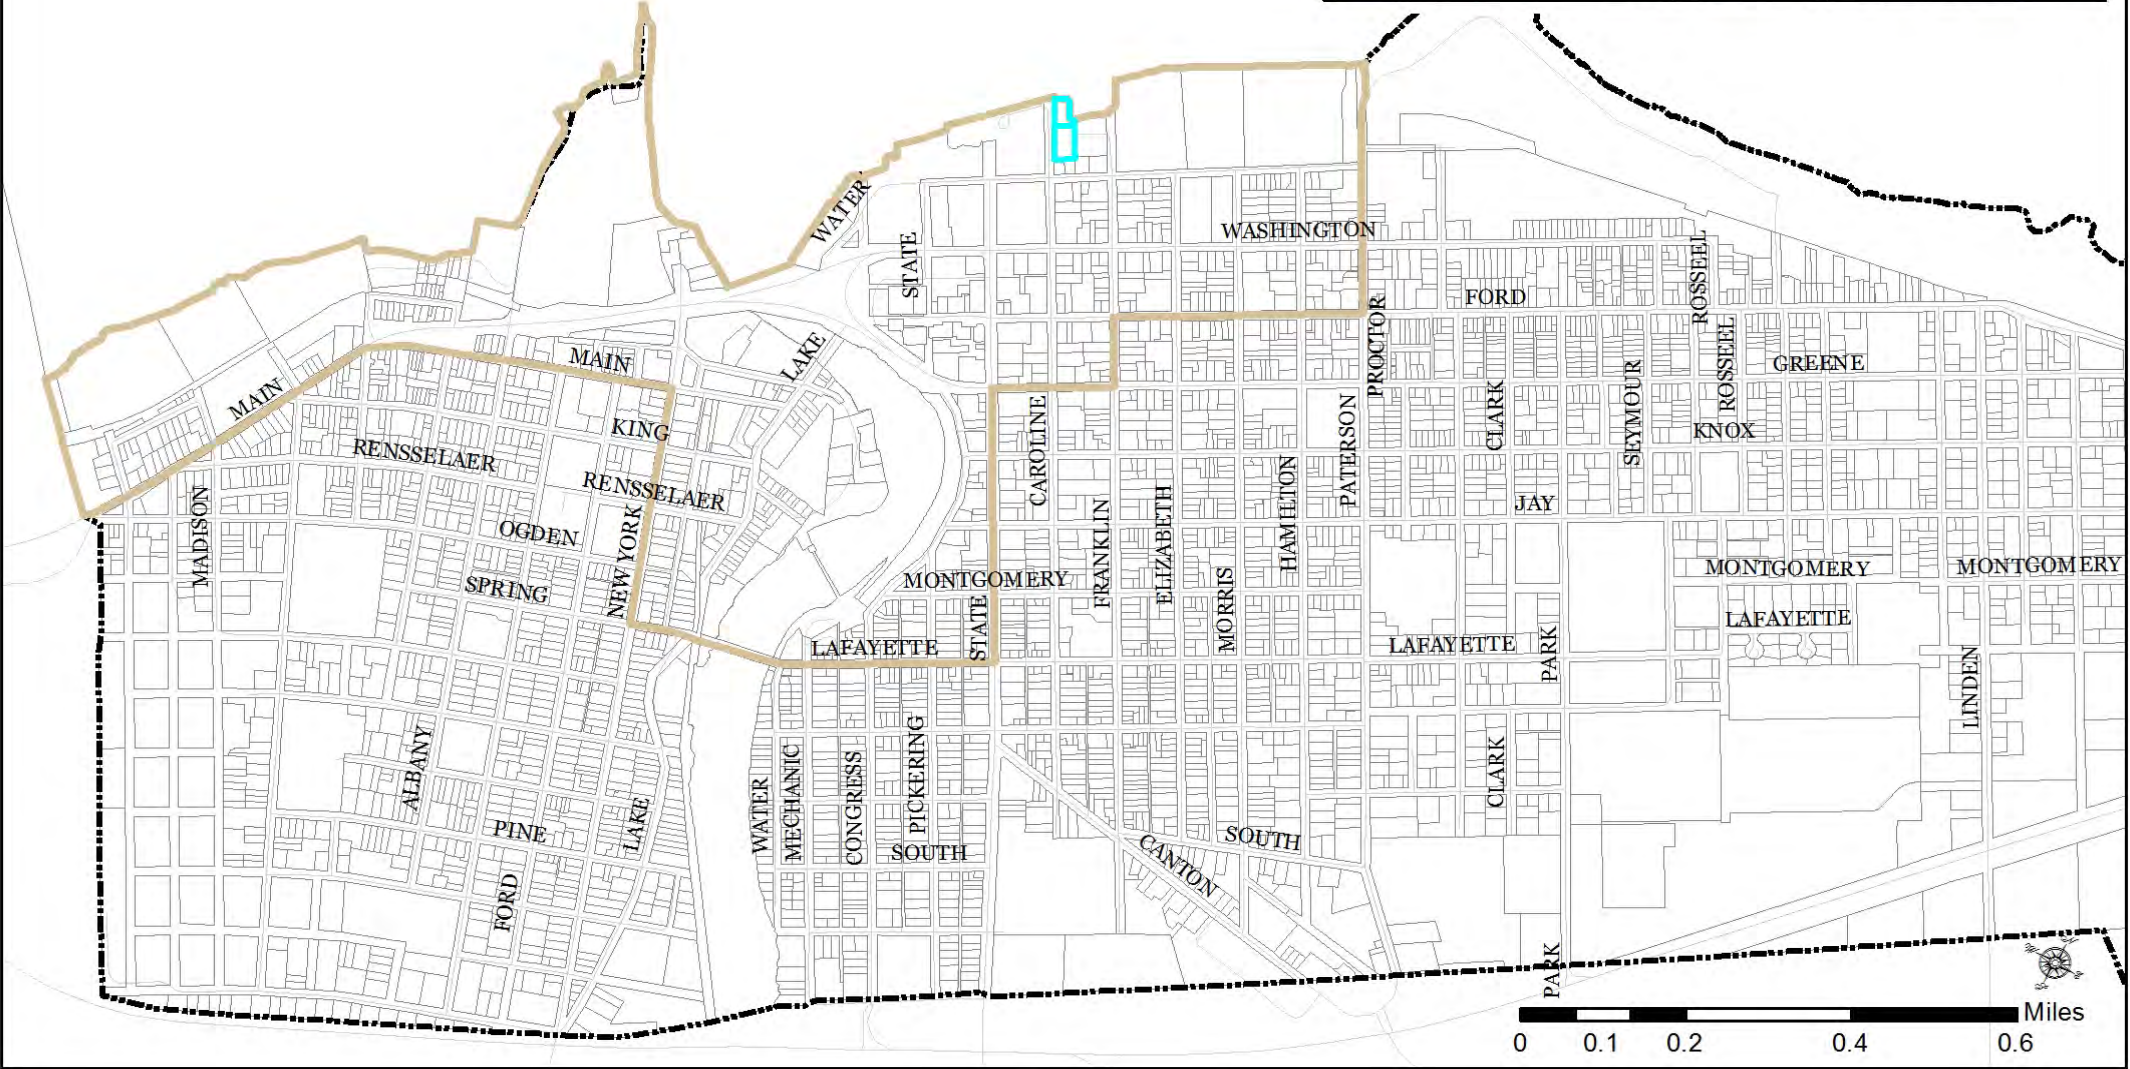 WATER
STATE
WASHINGTON
ROSSEEL
FORD
PROCTOR
MAIN
LAKE
GREENE
ROSSEEL
MAIN
SEYMOUR
CLARK
CAROLINE
PATERSON
KING
KNOX
RENSSELAER
RENSSELAER
HAMILTON
JAY
MADISON
OGDEN
FRANKLIN
ELIZABETH
NEW YORK
SPRING
MONTGOMERY
MONTGOMERY
MONTGOMERY
MORRIS
STATE
LAFAYETTE
LAFAYETTE
LAFAYETTE
PARK
LINDEN
ALBANY
PICKERING
MECHANIC
CONGRESS
WATER
CLARK
LAKE
PINE
SOUTH
SOUTH
CANTON
FORD
PARK
Miles
0 0.1 0.2 0.4 0.6